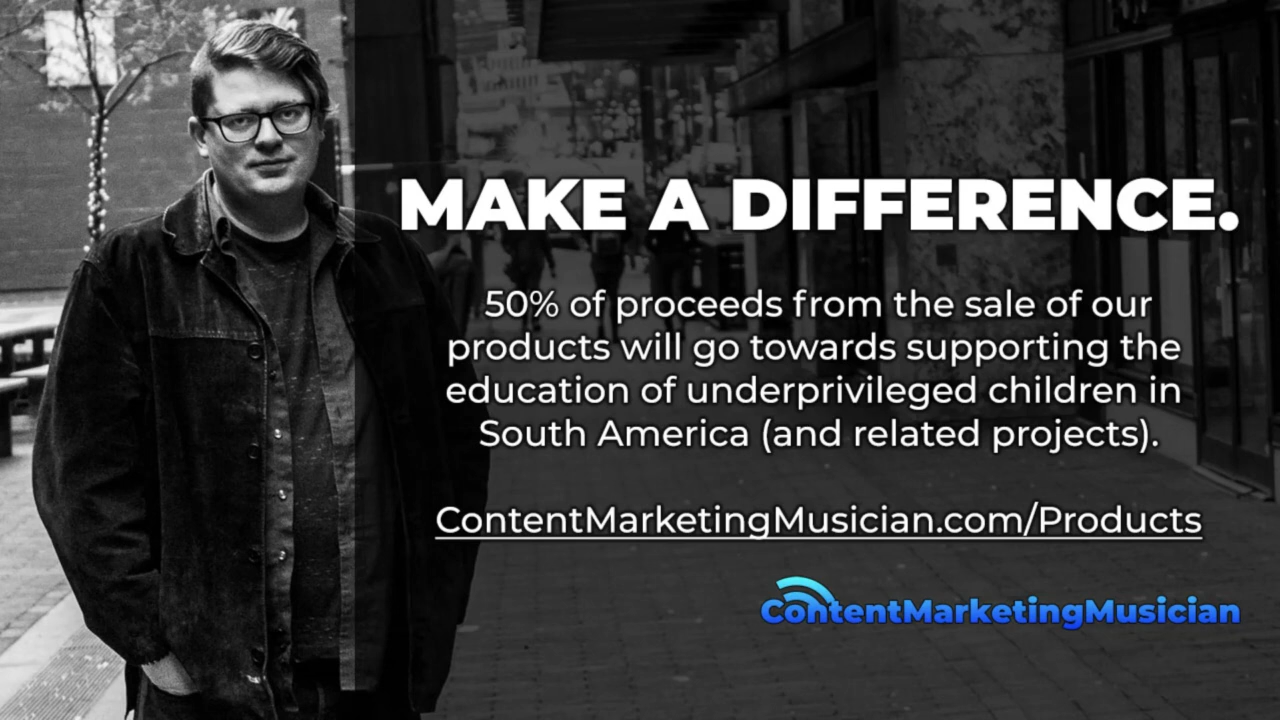 MAKE A DIFFERENCE.
50% of proceeds from the sale of our
products will go towards supporting the
education of underprivileged children in
South America (and related projects).
ContentMarketingMusician.com/Products
ContentMarketingMusician